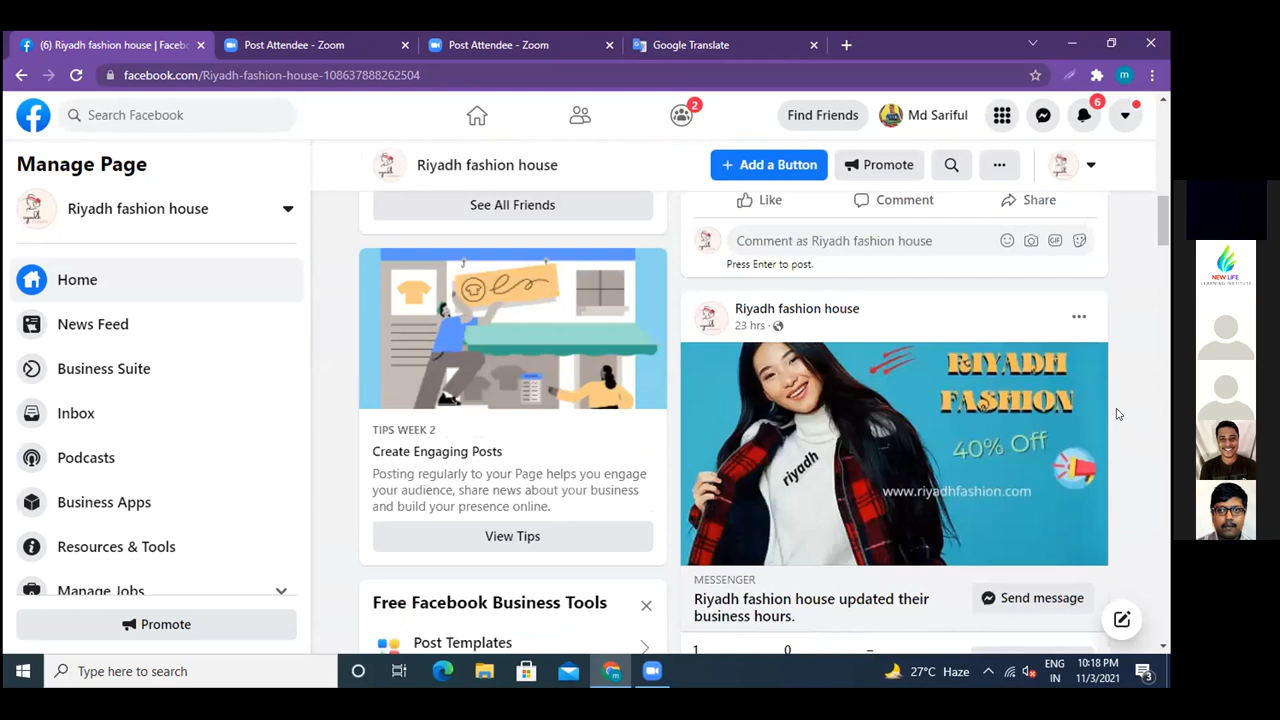 (6) Riyadh fashion house | Faceb
Post Attendee - Zoom
Post Attendee - Zoom
Google Translate
facebook.com/Riyadh-fashion-house-108637888262504
m
Search Facebook
2
Find Friends
Md Sariful
6
Manage Page
Riyadh fashion house
+ Add a Button
Promote
Riyadh fashion house
See All Friends
Like
Comment
Share
Comment as Riyadh fashion house
GIF
Press Enter to post.
Home
News Feed
Business Suite
Inbox
Podcasts
Business Apps
Resources & Tools
Manage Jobs
Promote
TIPS WEEK 2
Create Engaging Posts
Posting regularly to your Page helps you engage
your audience, share news about your business
and build your presence online.
View Tips
Free Facebook Business Tools
Post Templates
Riyadh fashion house
23 hrs ·
RIYADH
FASHION
40% Off
riyadh
www.riyadhfashion.com
MESSENGER
Riyadh fashion house updated their
business hours.
Send message
1
0
NEW LIFE
LEARNING INSTITUTE
Type here to search
27°C Haze
ENG
IN
10:18 PM
11/3/2021
3